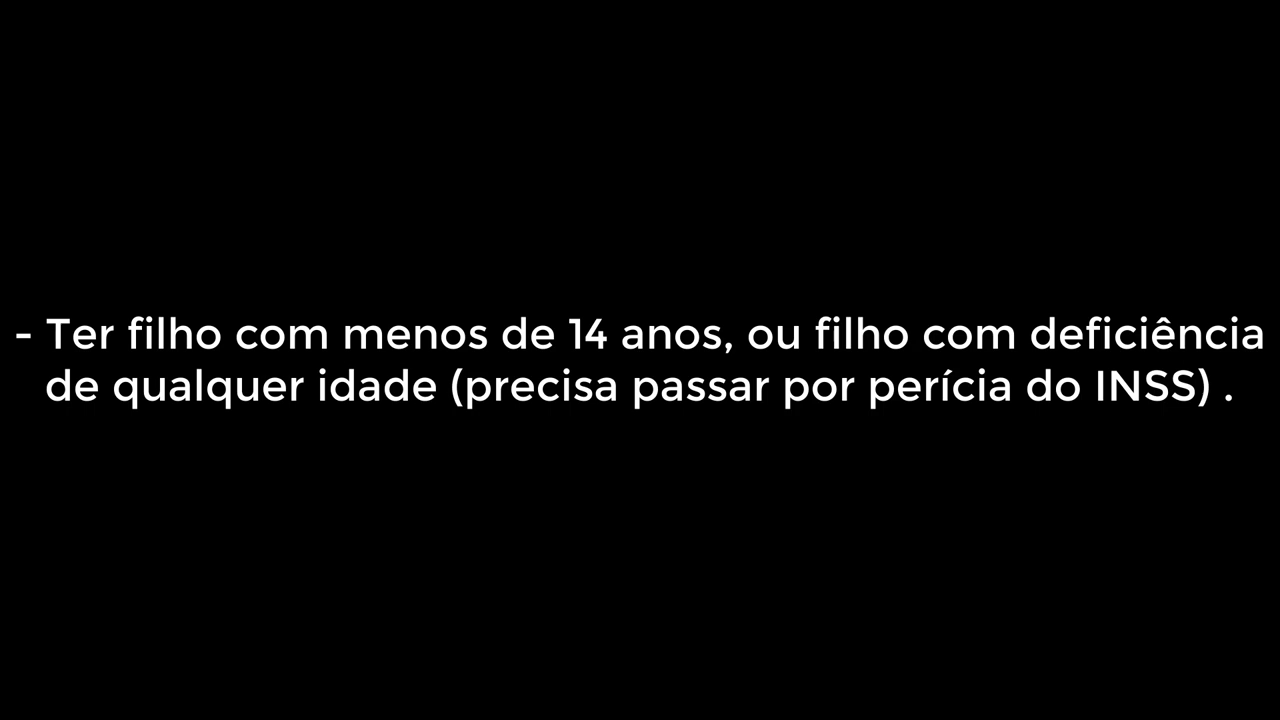 - Ter filho com menos de 14 anos, ou filho com deficiência
de qualquer idade (precisa passar por perícia do INSS) .